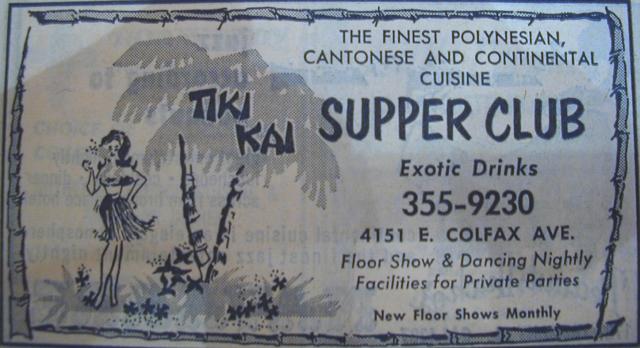 TIKI
KAI
THE FINEST POLYNESIAN,
CANTONESE AND CONTINENTAL
CUISINE
SUPPER CLUB
Exotic Drinks
355-9230
4151 E. COLFAX AVE.
Floor Show & Dancing Nightly
Facilities for Private Parties
New Floor Shows Monthly